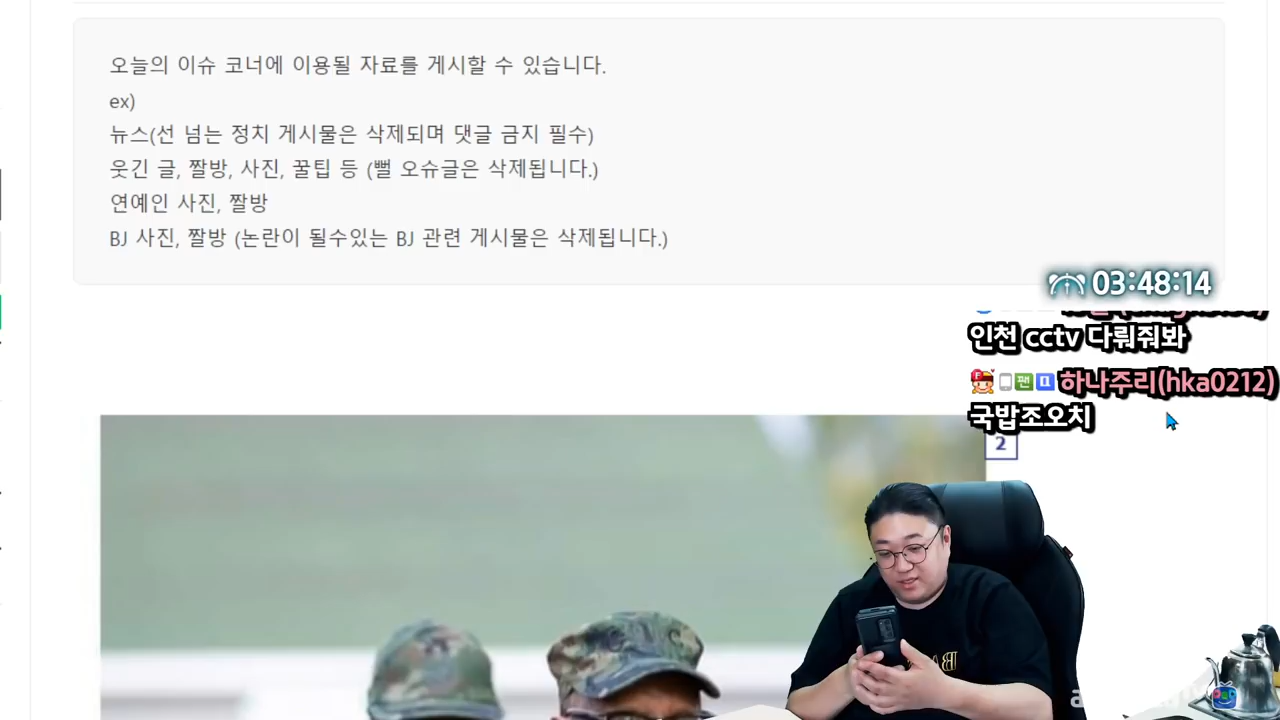 오늘의 이슈 코너에 이용될 자료를 게시할 수 있습니다.
ex)
뉴스(선 넘는 정치 게시물은 삭제되며 댓글 금지 필수)
웃긴 글, 짤방, 사진, 꿀팁 등 (뻘 오슈글은 삭제됩니다.)
연예인 사진, 짤방
BJ 사진, 짤방 (논란이 될수있는 BJ 관련 게시물은 삭제됩니다.)
03:48:14
인천 cctv 다뤄줘봐
F 팬 하나주리(hka0212)
국밥조오치
2